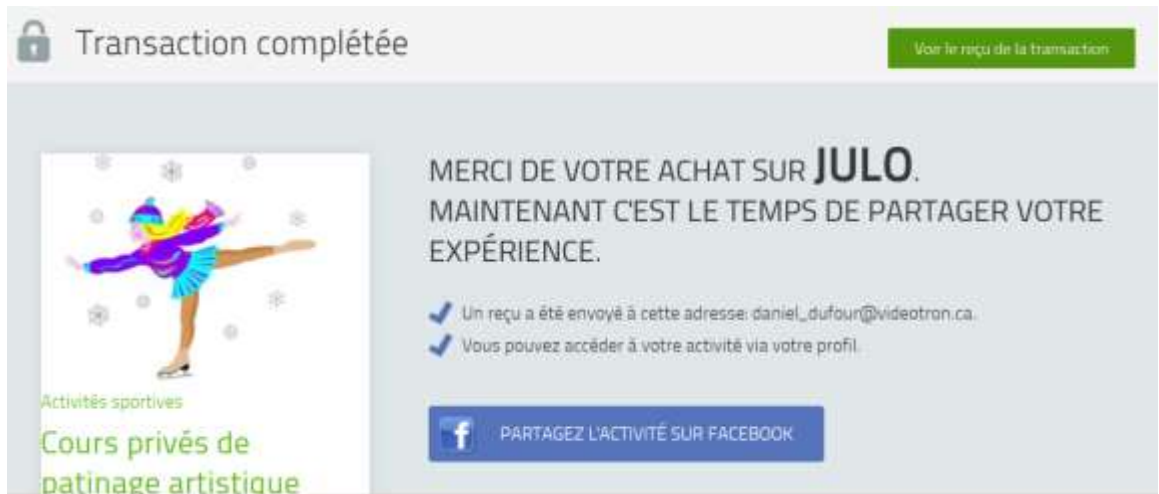 Transaction complétée
Voir le reçu de la transaction
MERCI DE VOTRE ACHAT SUR JULO.
MAINTENANT C'EST LE TEMPS DE PARTAGER VOTRE
EXPÉRIENCE.
Un reçu a été envoyé à cette adresse: daniel_dufour@videotron.ca.
Vous pouvez accéder à votre activité via votre profil.
PARTAGEZ L'ACTIVITÉ SUR FACEBOOK
Activités sportives
Cours privés de
patinage artistique